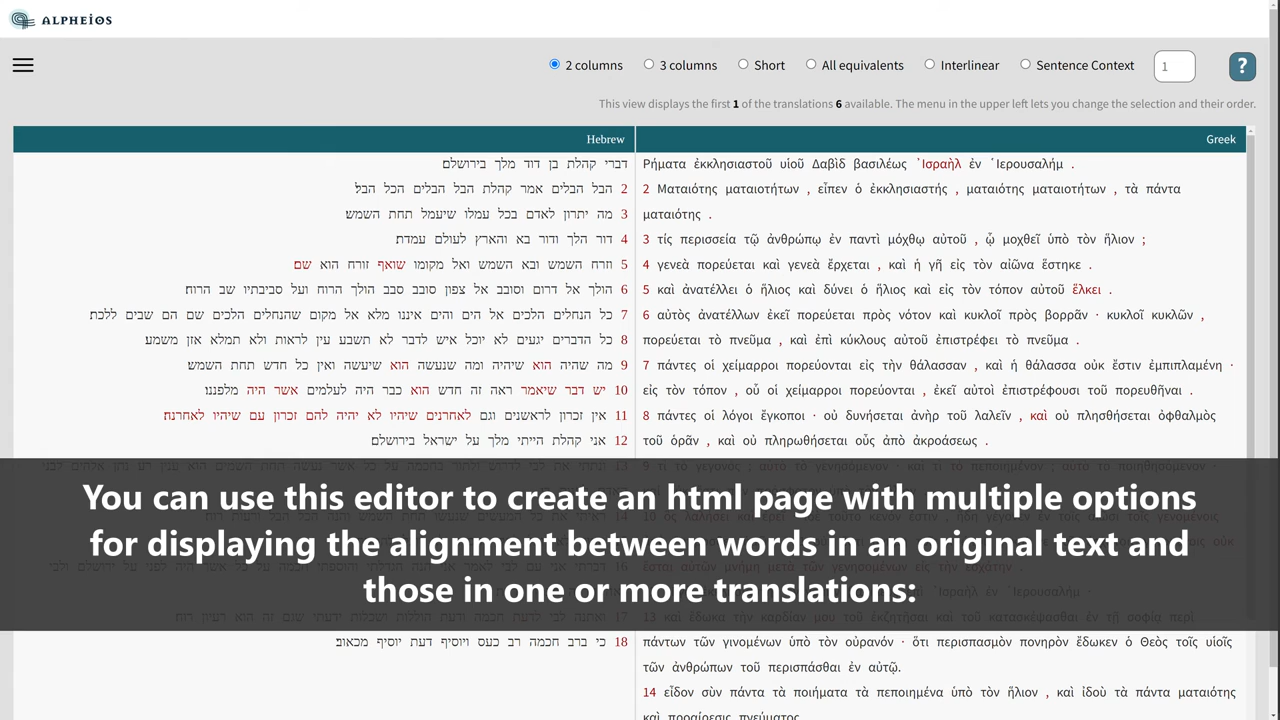 ALPHEIOS
2 columns 3 columns Short All equivalents Interlinear Sentence Context 1 ?
This view displays the first 1 of the translations 6 available. The menu in the upper left lets you change the selection and their order.
Hebrew
דברי קהלת בן דוד מלך בירושלם
2 הבל הבלים אמר קהלת הבל הבלים הכל הבל
3 מה יתרון לאדם בכל עמלו שיעמל תחת השמש
4 דור הלך ודור בא והארץ לעולם עמדת
5 וזרח השמש ובא השמש ואל מקומו שואף זורח הוא שם
6 הולך אל דרום וסובב אל צפון סובב סבב הולך הרוח ועל סביבתיו שב הרוח
7 כל הנחלים הלכים אל הים והים איננו מלא אל מקום שהנחלים הלכים שם הם שבים ללכת
8 כל הדברים יגעים לא יוכל איש לדבר לא תשבע עין לראות ולא תמלא אזן משמע
9 מה שהיה הוא שיהיה ומה שנעשה הוא שיעשה ואין כל חדש תחת השמש
10 יש דבר שיאמר ראה זה חדש הוא כבר היה לעלמים אשר היה מלפננו
11 אין זכרון לראשנים וגם לאחרנים שיהיו לא יהיה להם זכרון עם שיהיו לאחרנה
12 אני קהלת הייתי מלך על ישראל בירושלם
18 כי ברב חכמה רב כעס ויוסיף דעת יוסיף מכאוב
Greek
Ρήματα ἐκκλησιαστοῦ υἱοῦ Δαβὶδ βασιλέως ᾿Ισραὴλ ἐν ῾Ιερουσαλήμ .
2 Ματαιότης ματαιοτήτων , εἶπεν ὁ ἐκκλησιαστής , ματαιότης ματαιοτήτων , τὰ πάντα
ματαιότης .
3 τίς περισσεία τῷ ἀνθρώπῳ ἐν παντὶ μόχθῳ αὐτοῦ , ᾧ μοχθεῖ ὑπὸ τὸν ἥλιον ;
4 γενεὰ πορεύεται καὶ γενεὰ ἔρχεται , καὶ ἡ γῆ εἰς τὸν αἰῶνα ἕστηκε .
5 καὶ ἀνατέλλει ὁ ἥλιος καὶ δύνει ὁ ἥλιος καὶ εἰς τὸν τόπον αὐτοῦ ἕλκει .
6 αὐτὸς ἀνατέλλων ἐκεῖ πορεύεται πρὸς νότον καὶ κυκλοῖ πρὸς βορρᾶν · κυκλοῖ κυκλῶν ,
πορεύεται τὸ πνεῦμα , καὶ ἐπὶ κύκλους αὐτοῦ ἐπιστρέφει τὸ πνεῦμα .
7 πάντες οἱ χείμαρροι πορεύονται εἰς τὴν θάλασσαν , καὶ ἡ θάλασσα οὐκ ἔστιν ἐμπιπλαμένη ·
εἰς τὸν τόπον , οὗ οἱ χείμαρροι πορεύονται , ἐκεῖ αὐτοὶ ἐπιστρέφουσι τοῦ πορευθῆναι .
8 πάντες οἱ λόγοι ἔγκοποι · οὐ δυνήσεται ἀνὴρ τοῦ λαλεῖν , καὶ οὐ πλησθήσεται ὀφθαλμὸς
τοῦ ὁρᾶν , καὶ οὐ πληρωθήσεται οὖς ἀπὸ ἀκροάσεως .
You can use this editor to create an html page with multiple options
for displaying the alignment between words in an original text and
those in one or more translations:
πάντων τῶν γινομένων ὑπὸ τὸν οὐρανόν · ὅτι περισπασμὸν πονηρὸν ἔδωκεν ὁ Θεὸς τοῖς υἱοῖς
τῶν ἀνθρώπων τοῦ περισπάσθαι ἐν αὐτῷ.
14 εἶδον σὺν πάντα τὰ ποιήματα τὰ πεποιημένα ὑπὸ τὸν ἥλιον , καὶ ἰδοὺ τὰ πάντα ματαιότης
καὶ προαίρεσις πνεύματος